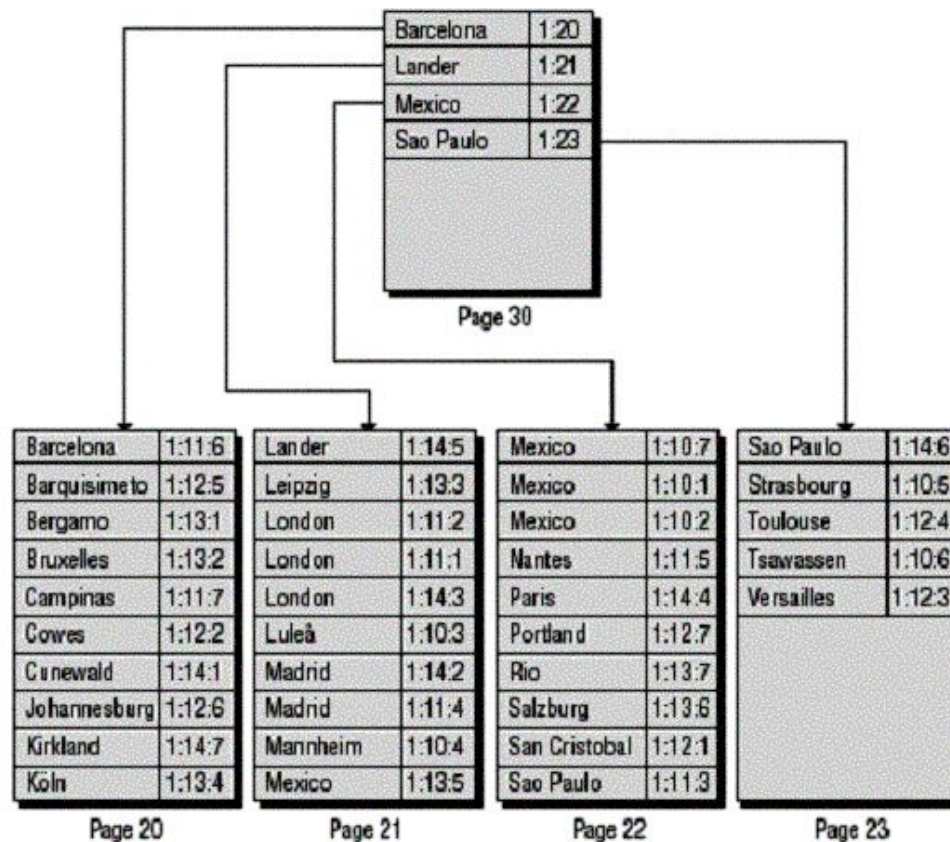 Barcelona 1:20
Lander 1:21
Mexico 1:22
Sao Paulo 1:23
Page 30
Barcelona 1:11:6
Barquisimeto 1:12:5
Bergamo 1:13:1
Bruxelles 1:13:2
Campinas 1:11:7
Cowes 1:12:2
Cunewald 1:14:1
Johannesburg 1:12:6
Kirkland 1:14:7
Köln 1:13:4
Page 20
Lander 1:14:5
Leipzig 1:13:3
London 1:11:2
London 1:11:1
London 1:14:3
Luleå 1:10:3
Madrid 1:14:2
Madrid 1:11:4
Mannheim 1:10:4
Mexico 1:13:5
Page 21
Mexico 1:10:7
Mexico 1:10:1
Mexico 1:10:2
Nantes 1:11:5
Paris 1:14:4
Portland 1:12:7
Rio 1:13:7
Salzburg 1:13:6
San Cristobal 1:12:1
Sao Paulo 1:11:3
Page 22
Sao Paulo 1:14:6
Strasbourg 1:10:5
Toulouse 1:12:4
Tsawassen 1:10:6
Versailles 1:12:3
Page 23